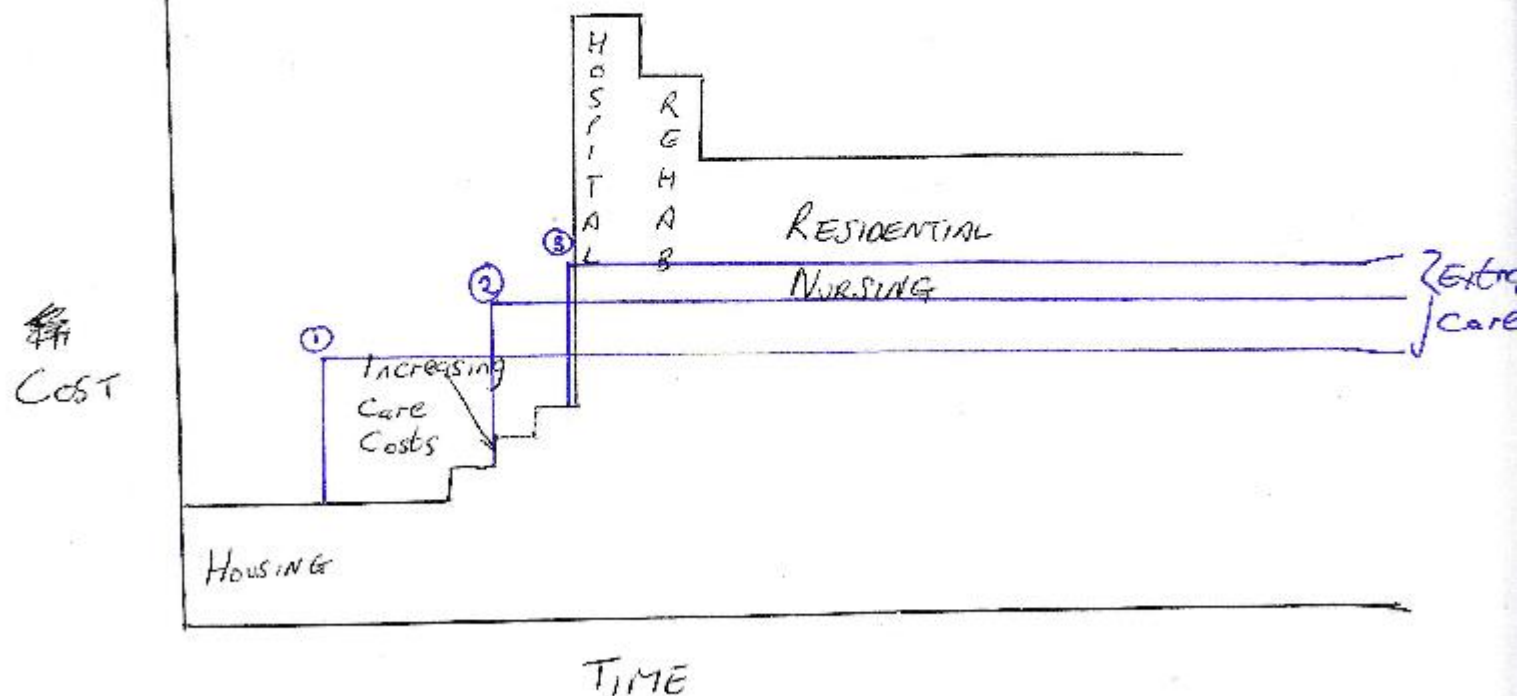 HOSPITAL
REHAB
RESIDENTIAL
NURSING
③
②
①
Extra
Care
Increasing
Care
Costs
COST
HOUSING
TIME